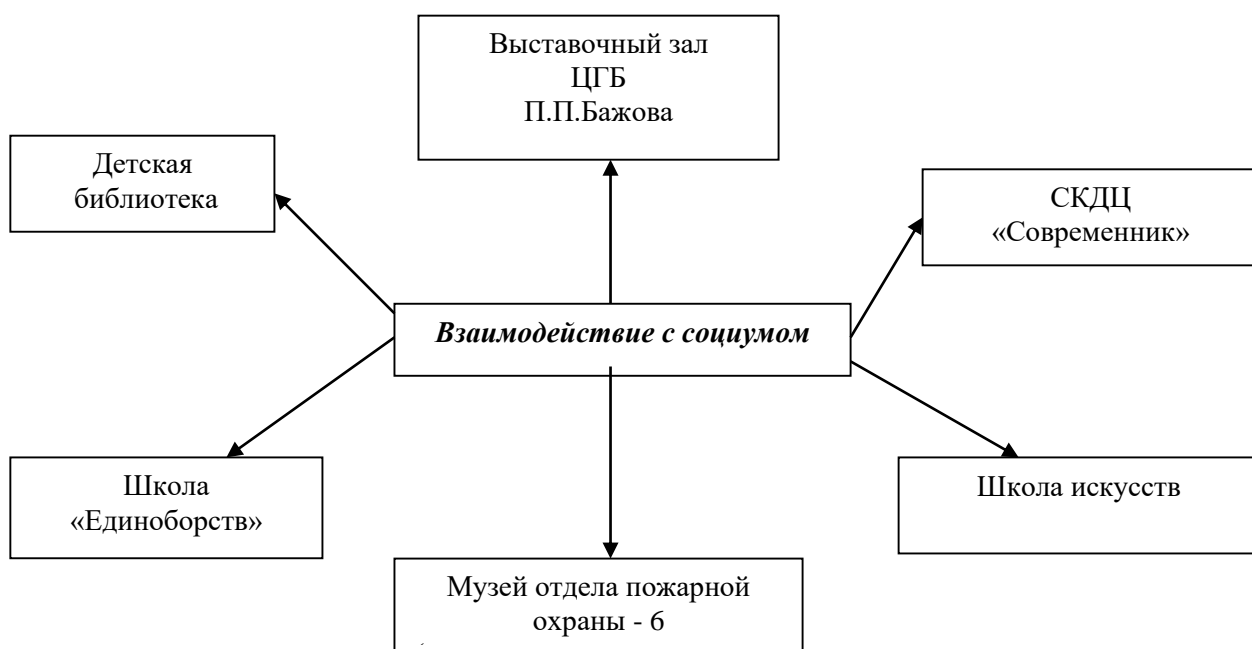 Выставочный зал
ЦГБ
П.П.Бажова
Детская
библиотека
СКДЦ
«Современник»
Взаимодействие с социумом
Школа
«Единоборств»
Школа искусств
Музей отдела пожарной
охраны - 6